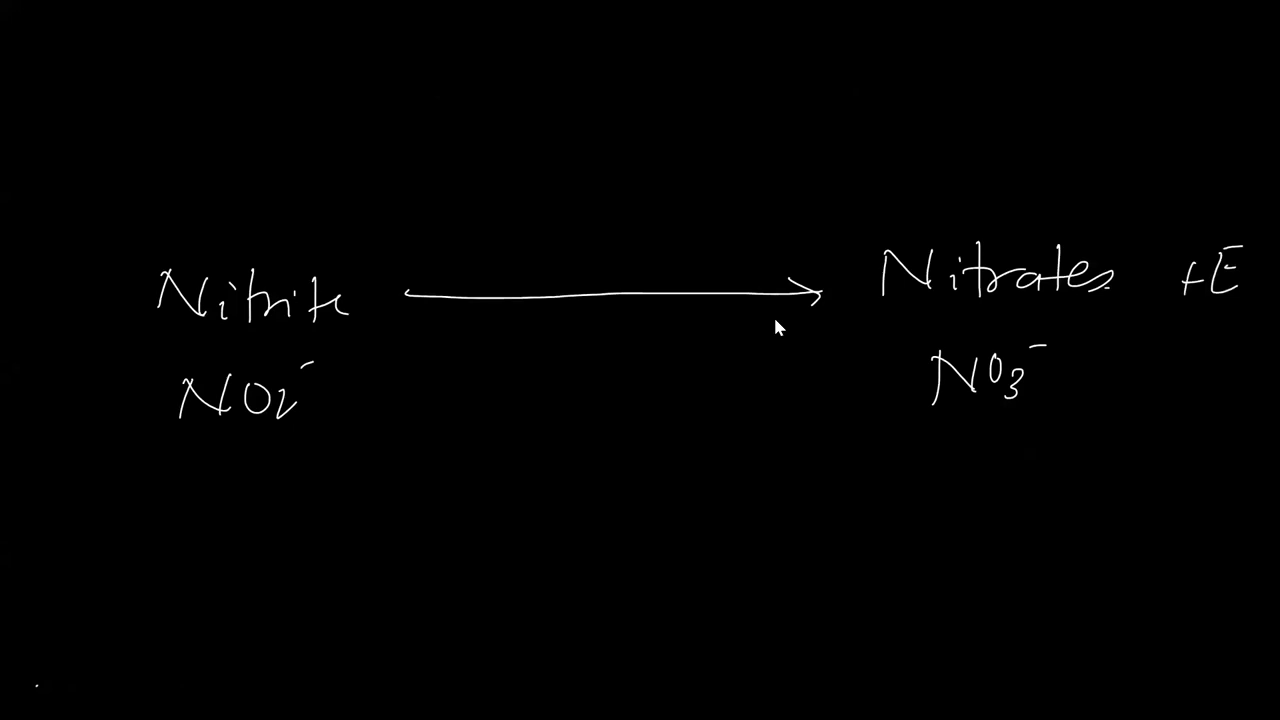 Nitrite → Nitrates +E
NO₂⁻ NO₃⁻